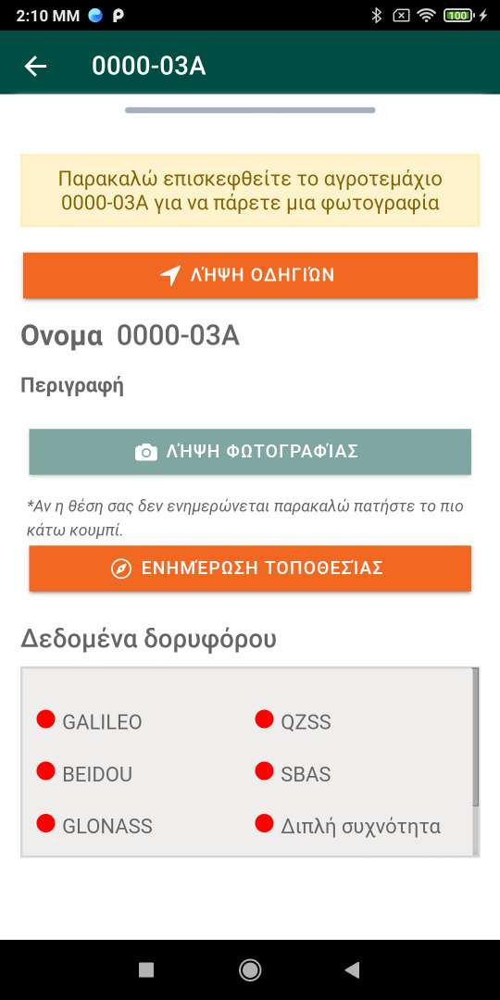 2:10 ΜΜ
100
0000-03A
Παρακαλώ επισκεφθείτε το αγροτεμάχιο
0000-03A για να πάρετε μια φωτογραφία
ΛΉΨΗ ΟΔΗΓΙΏΝ
Ονομα 0000-03A
Περιγραφή
ΛΉΨΗ ΦΩΤΟΓΡΑΦΊΑΣ
*Αν η θέση σας δεν ενημερώνεται παρακαλώ πατήστε το πιο
κάτω κουμπί.
ΕΝΗΜΈΡΩΣΗ ΤΟΠΟΘΕΣΊΑΣ
Δεδομένα δορυφόρου
GALILEO QZSS
BEIDOU SBAS
GLONASS Διπλή συχνότητα